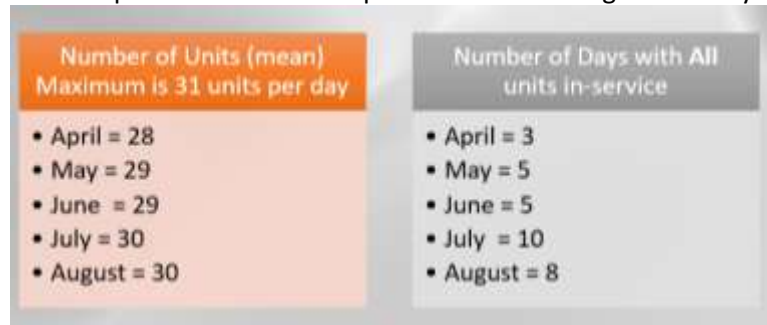 Number of Units (mean)
Maximum is 31 units per day
• April = 28
• May = 29
• June = 29
• July = 30
• August = 30
Number of Days with All
units in-service
• April = 3
• May = 5
• June = 5
• July = 10
• August = 8